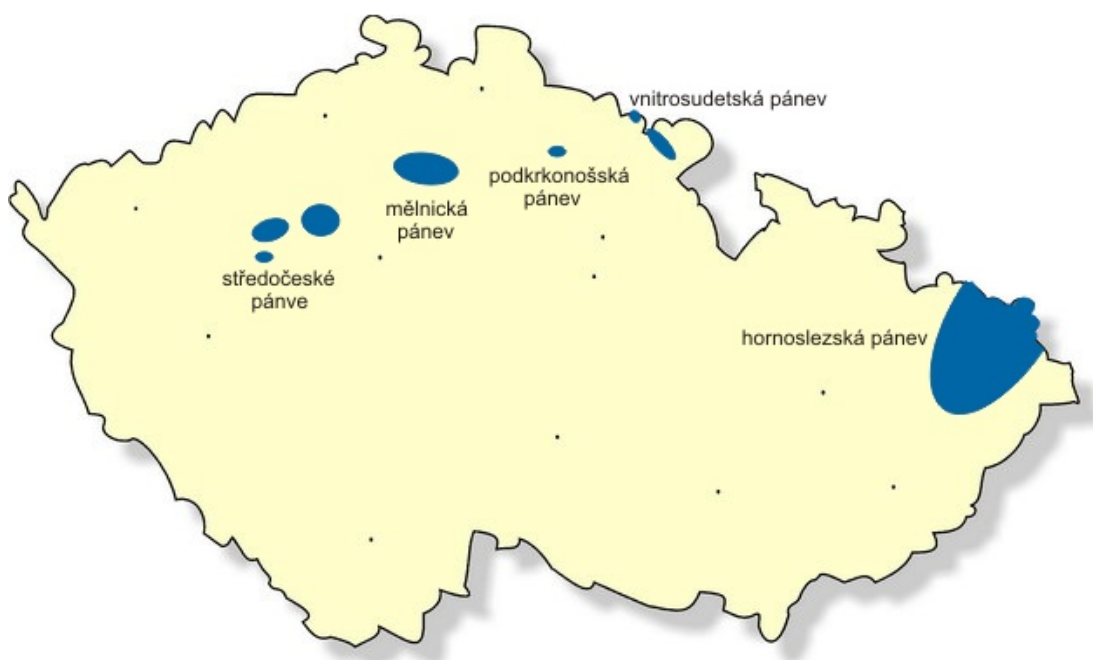 vnitrosudetská pánev
podkrkonošská
pánev
mělnická
pánev
středočeské
pánve
hornoslezská pánev